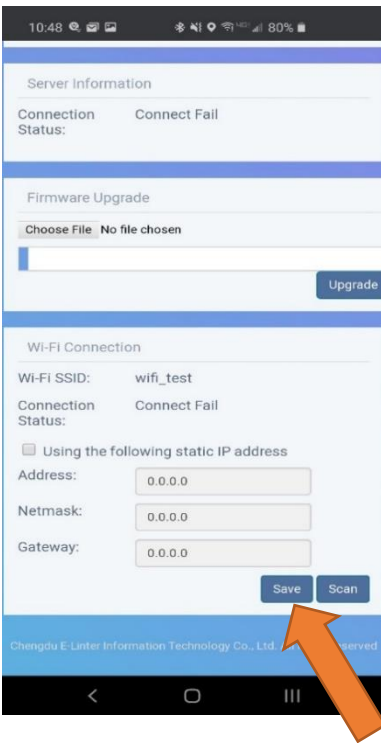 10:48 80%
Server Information
Connection Status: Connect Fail
Firmware Upgrade
Choose File No file chosen
Upgrade
Wi-Fi Connection
Wi-Fi SSID: wifi_test
Connection Status: Connect Fail
Using the following static IP address
Address: 0.0.0.0
Netmask: 0.0.0.0
Gateway: 0.0.0.0
Save Scan
Chengdu E-Linter Information Technology Co., Ltd.